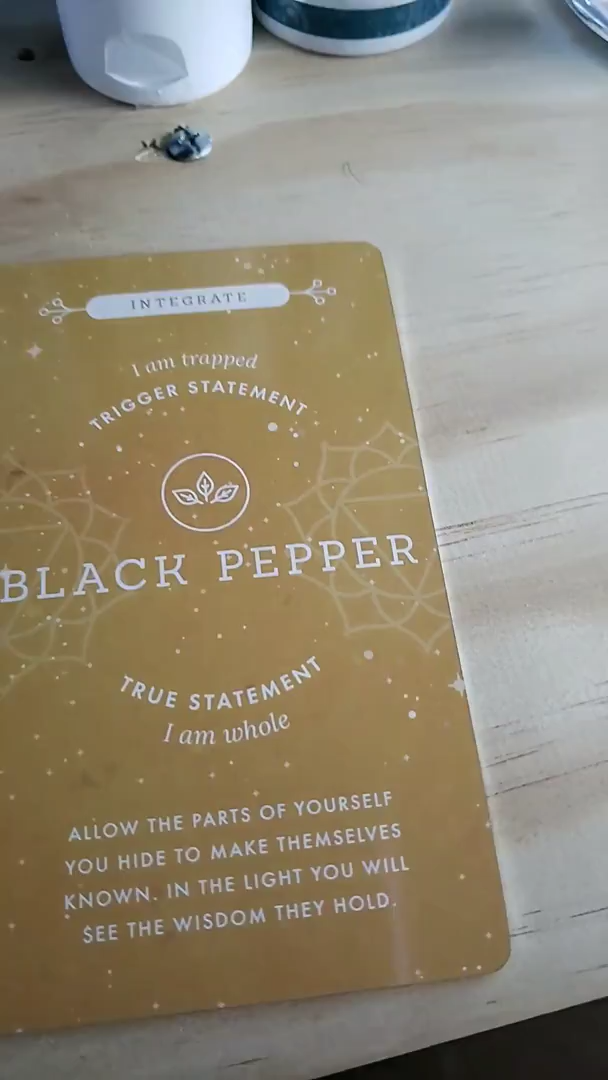 INTEGRATE
I am trapped
TRIGGER STATEMENT
BLACK PEPPER
TRUE STATEMENT
I am whole
ALLOW THE PARTS OF YOURSELF
YOU HIDE TO MAKE THEMSELVES
KNOWN. IN THE LIGHT YOU WILL
SEE THE WISDOM THEY HOLD.